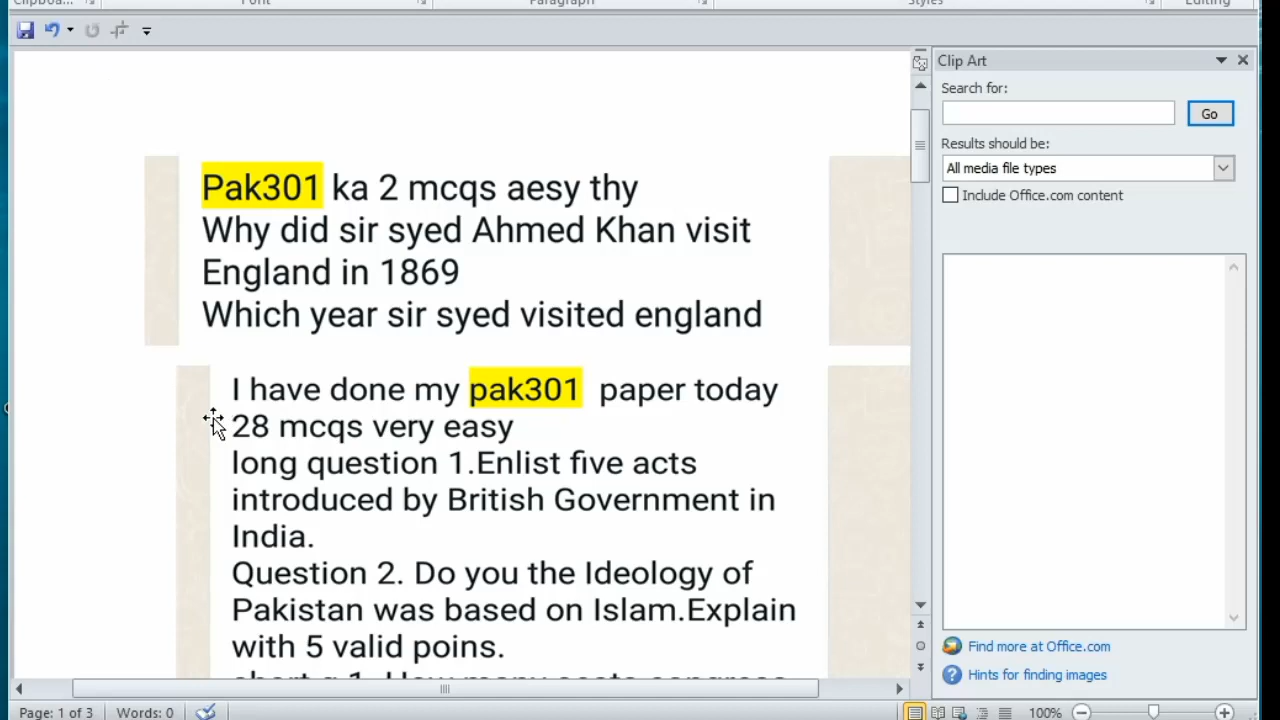 Clip Art
Search for:
Go
Results should be:
All media file types
Include Office.com content
Pak301 ka 2 mcqs aesy thy
Why did sir syed Ahmed Khan visit
England in 1869
Which year sir syed visited england
I have done my pak301 paper today
28 mcqs very easy
long question 1.Enlist five acts
introduced by British Government in
India.
Question 2. Do you the Ideology of
Pakistan was based on Islam.Explain
with 5 valid poins.
Find more at Office.com
Hints for finding images
Page: 1 of 3
Words: 0
100%